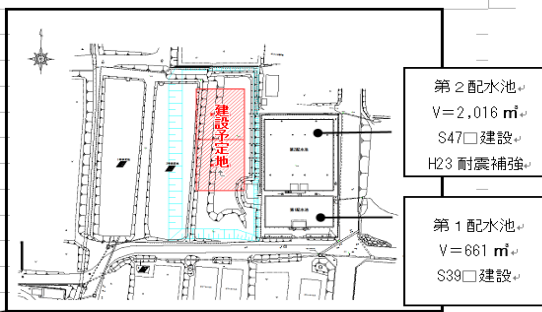 建設予定地
第２配水池
V＝2,016 ㎥
S47□建設
H23 耐震補強
第１配水池
V＝661 ㎥
S39□建設